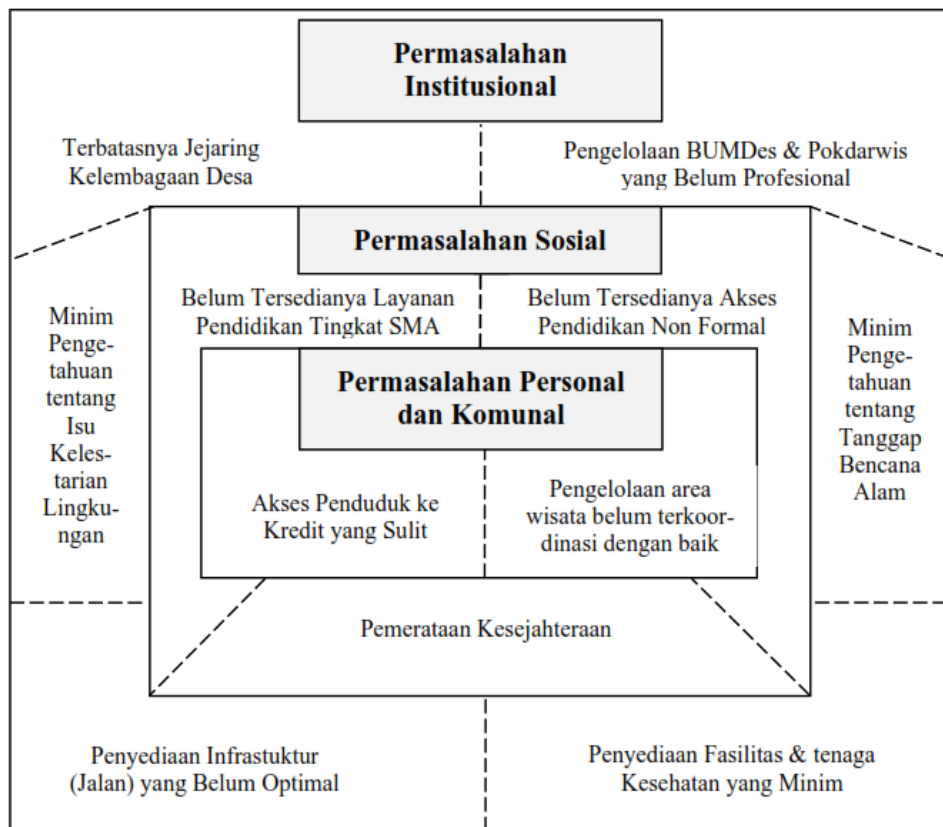 Permasalahan
Institusional
Terbatasnya Jejaring
Kelembagaan Desa
Pengelolaan BUMDes & Pokdarwis
yang Belum Profesional
Permasalahan Sosial
Belum Tersedianya Layanan
Pendidikan Tingkat SMA
Belum Tersedianya Akses
Pendidikan Non Formal
Minim
Penge-
tahuan
tentang
Isu
Keles-
tarian
Lingku-
ngan
Permasalahan Personal
dan Komunal
Akses Penduduk ke
Kredit yang Sulit
Pengelolaan area
wisata belum terkoor-
dinasi dengan baik
Minim
Penge-
tahuan
tentang
Tanggap
Bencana
Alam
Pemerataan Kesejahteraan
Penyediaan Infrastuktur
(Jalan) yang Belum Optimal
Penyediaan Fasilitas & tenaga
Kesehatan yang Minim